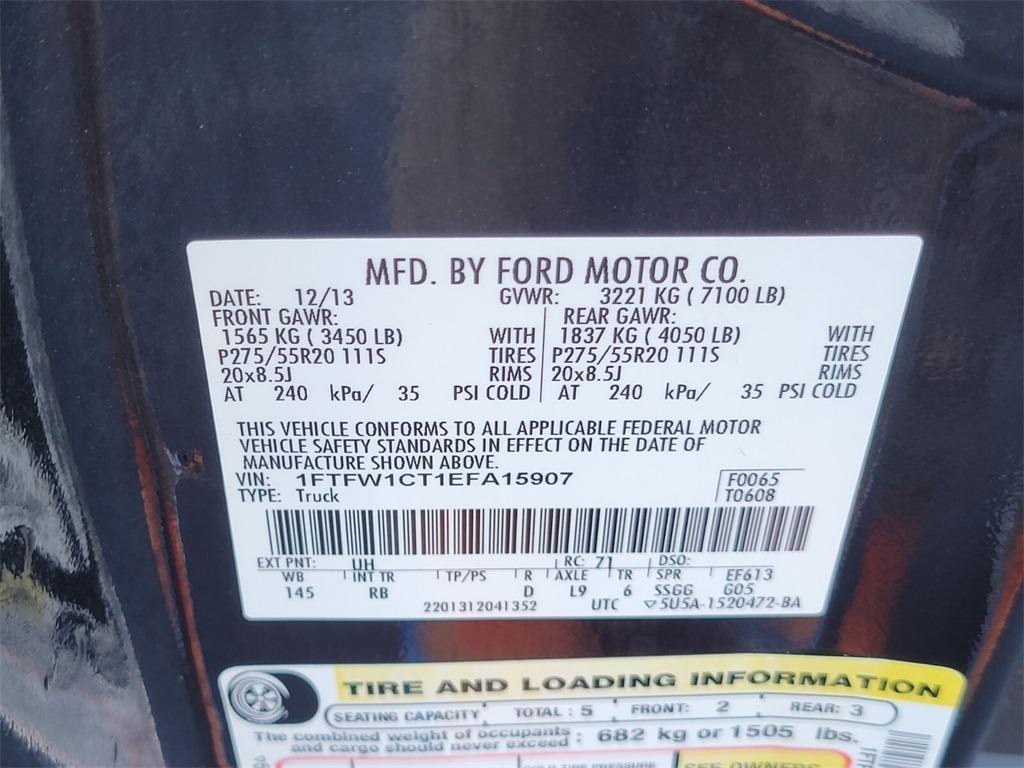 MFD. BY FORD MOTOR CO.
DATE: 12/13 GVWR: 3221 KG ( 7100 LB)
FRONT GAWR: REAR GAWR:
1565 KG ( 3450 LB) WITH 1837 KG ( 4050 LB) WITH
P275/55R20 111S TIRES P275/55R20 111S TIRES
20x8.5J RIMS 20x8.5J RIMS
AT 240 kPa/ 35 PSI COLD AT 240 kPa/ 35 PSI COLD
THIS VEHICLE CONFORMS TO ALL APPLICABLE FEDERAL MOTOR
VEHICLE SAFETY STANDARDS IN EFFECT ON THE DATE OF
MANUFACTURE SHOWN ABOVE.
VIN: 1FTFW1CT1EFA15907 F0065
TYPE: Truck T0608
EXT PNT: UH RC: 71 DSO:
WB INT TR TP/PS R AXLE TR SPR EF613
145 RB D L9 6 SSGG G05
2201312041352 UTC ▽5U5A-1520472-BA
TIRE AND LOADING INFORMATION
SEATING CAPACITY TOTAL : 5 FRONT: 2 REAR: 3
The combined weight of occupants
and cargo should never exceed : 682 kg or 1505 lbs.
COLD TIRE PRESSURE SEE OWNERS